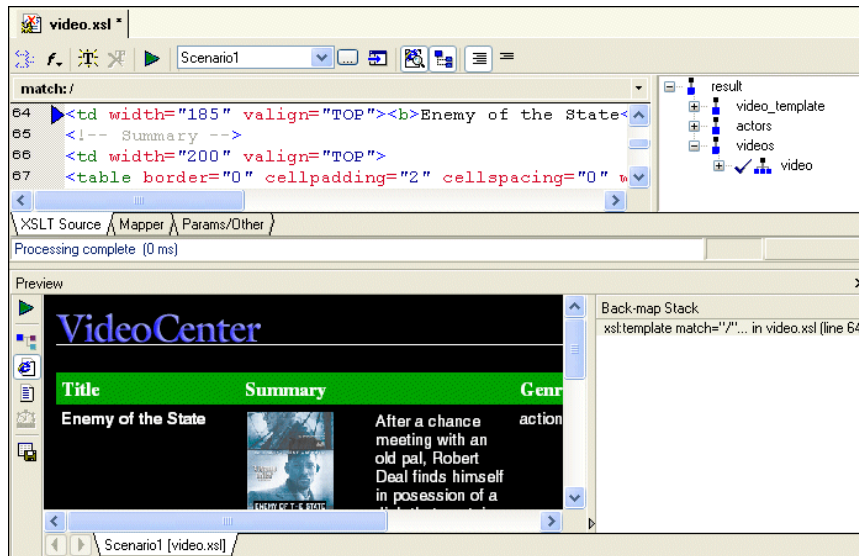 video.xsl *
Scenario1
match: /
64 <td width="185" valign="TOP"><b>Enemy of the State<
65 <!-- Summary -->
66 <td width="200" valign="TOP">
67 <table border="0" cellpadding="2" cellspacing="0"
result
video_template
actors
videos
video
XSLT Source
Mapper
Params/Other
Processing complete (0 ms)
Preview
VideoCenter
Title Summary Genr
Enemy of the State
ENEMY OF THE STATE
After a chance
meeting with an
old pal, Robert
Deal finds himself
in posession of a
action
Back-map Stack
xsl:template match="/"... in video.xsl (line 64
Scenario1 [video.xsl]